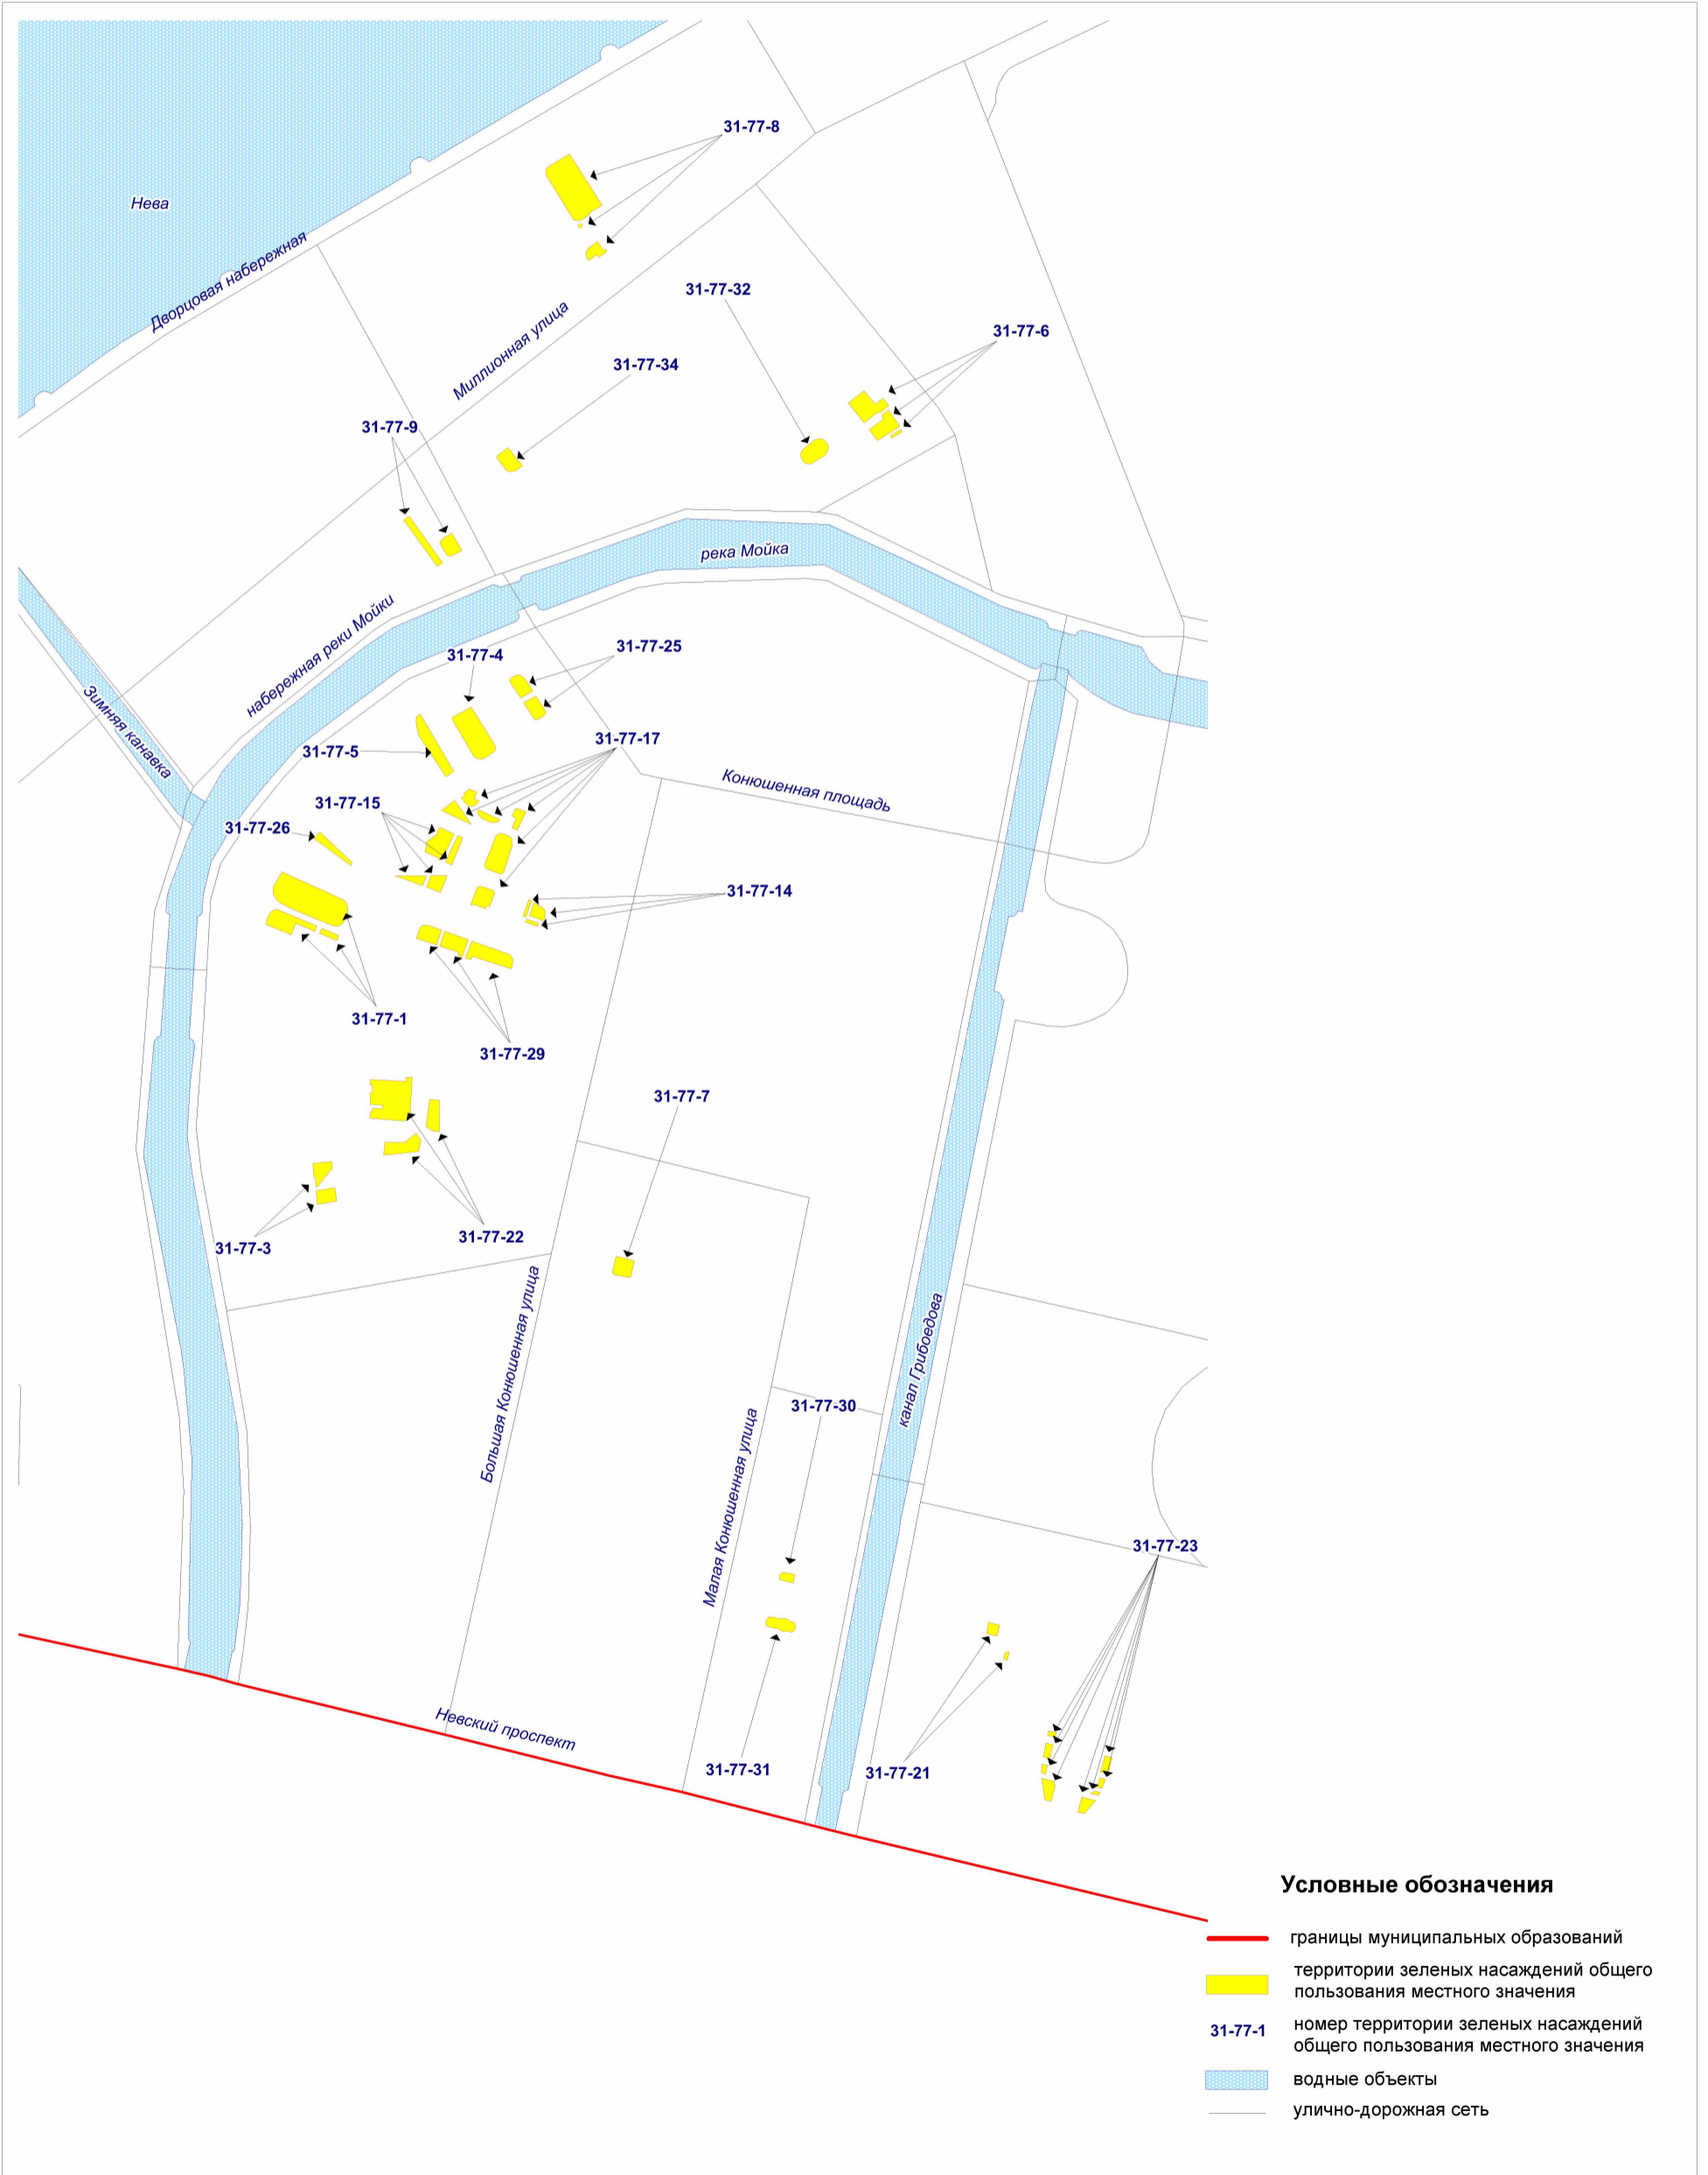 31-77-8
Нева
Дворцовая набережная
31-77-32
Миллионная улица
31-77-6
31-77-34
31-77-9
река Мойка
набережная реки Мойки
31-77-25
31-77-4
Зимняя канавка
31-77-17
31-77-5
Конюшенная площадь
31-77-15
31-77-26
31-77-14
31-77-1
31-77-29
31-77-7
31-77-22
31-77-3
Большая Конюшенная улица
канал Грибоедова
31-77-30
Малая Конюшенная улица
31-77-23
Невский проспект
31-77-31
31-77-21
Условные обозначения
границы муниципальных образований
территории зеленых насаждений общего
пользования местного значения
31-77-1
номер территории зеленых насаждений
общего пользования местного значения
водные объекты
улично-дорожная сеть